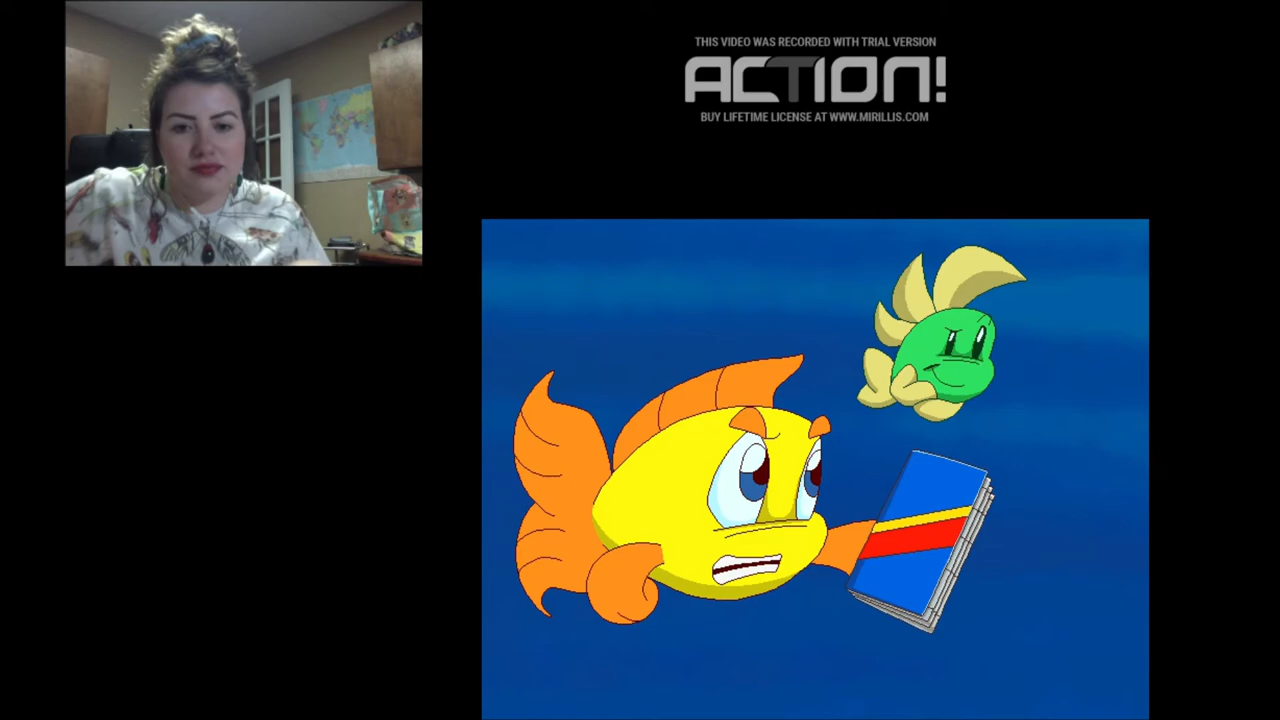 THIS VIDEO WAS RECORDED WITH TRIAL VERSION
ACTION!
BUY LIFETIME LICENSE AT WWW.MIRILLIS.COM